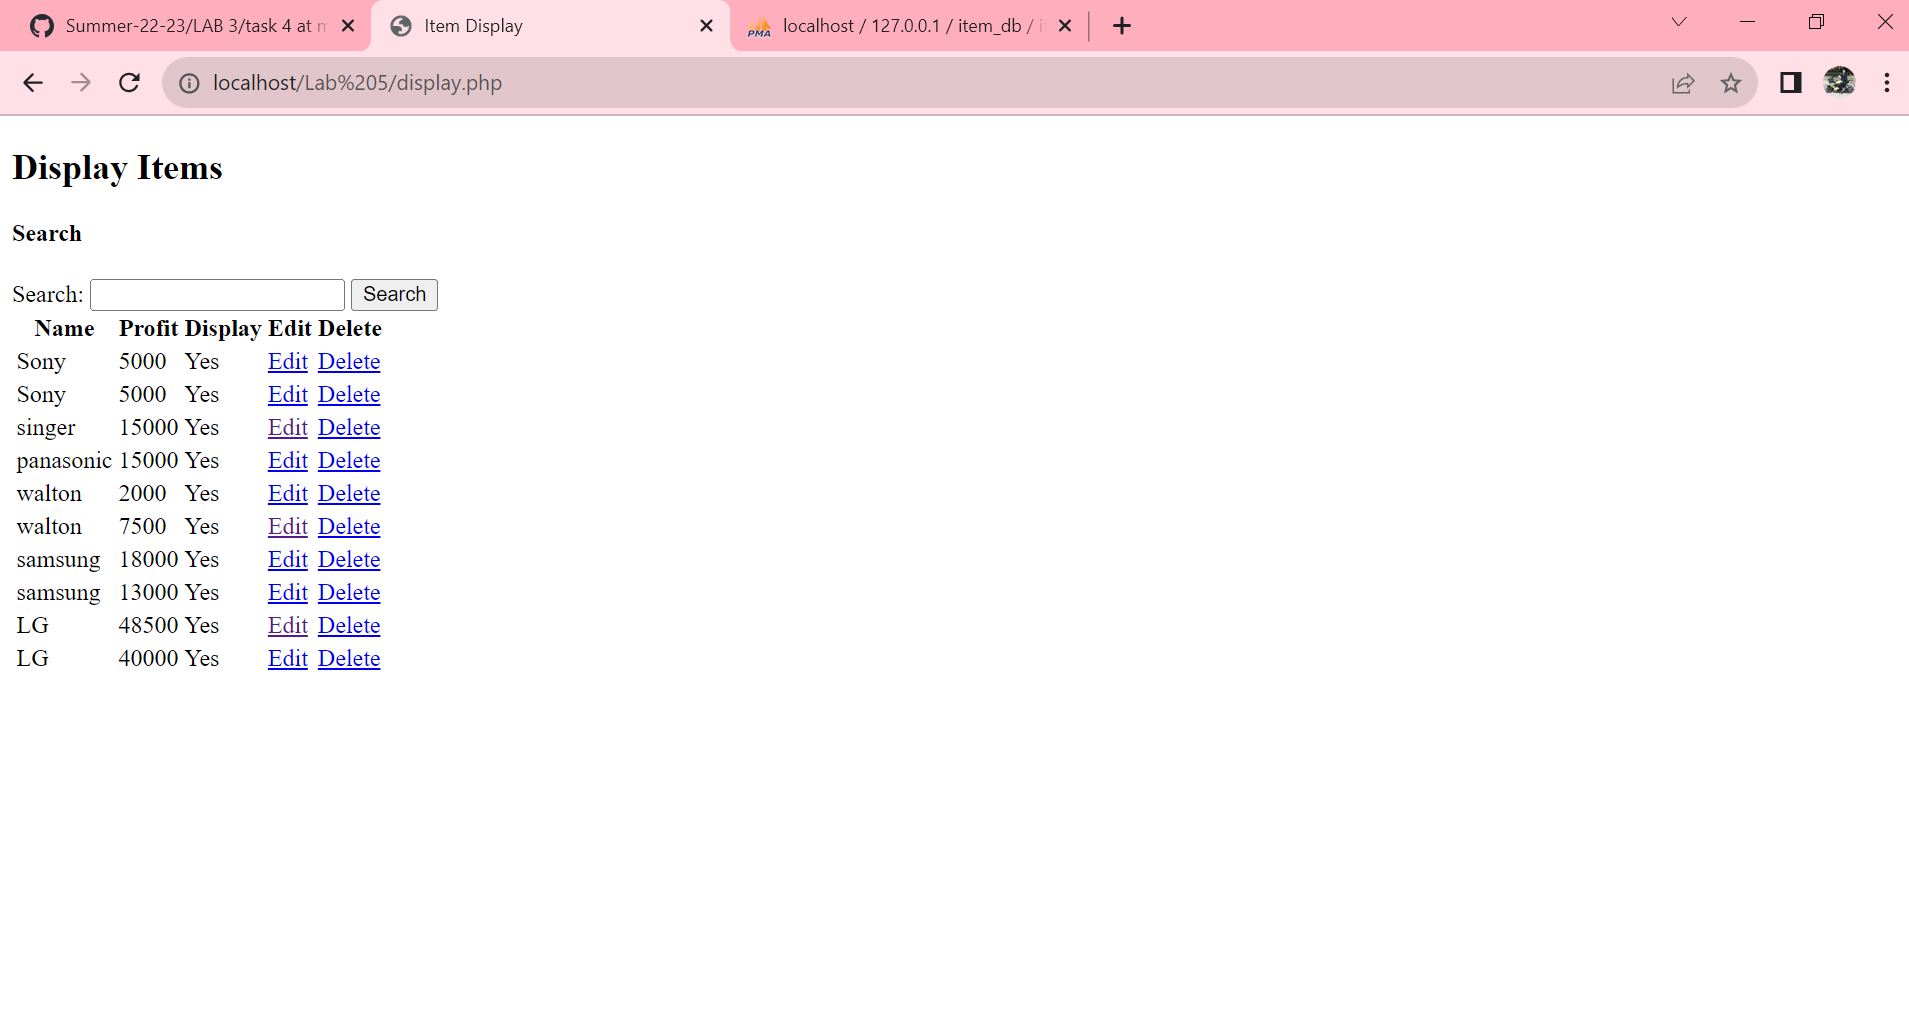 Summer-22-23/LAB 3/task 4 at m
Item Display
PMA
localhost / 127.0.0.1 / item_db / i
localhost/Lab%205/display.php
Display Items
Search
Search: Search
Name Profit Display Edit Delete
Sony 5000 Yes Edit Delete
Sony 5000 Yes Edit Delete
singer 15000 Yes Edit Delete
panasonic 15000 Yes Edit Delete
walton 2000 Yes Edit Delete
walton 7500 Yes Edit Delete
samsung 18000 Yes Edit Delete
samsung 13000 Yes Edit Delete
LG 48500 Yes Edit Delete
LG 40000 Yes Edit Delete